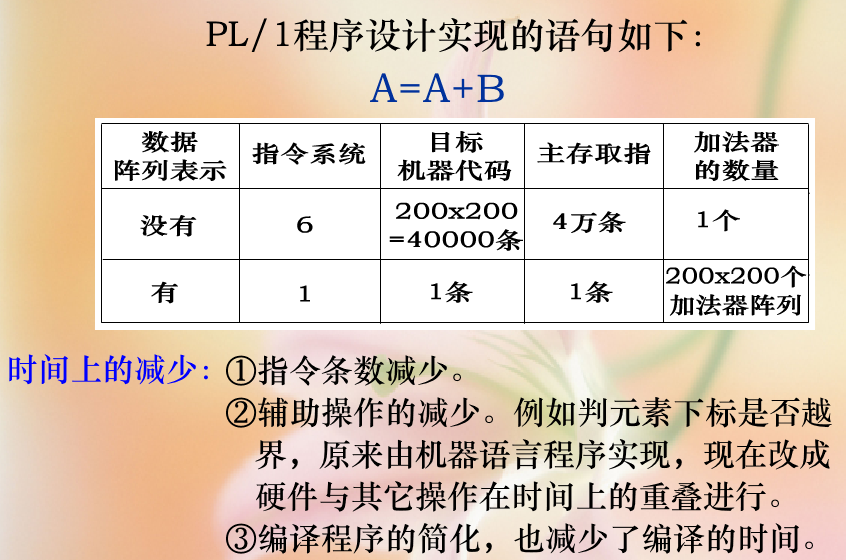 PL/1程序设计实现的语句如下：
A=A+B
数据阵列表示 指令系统 目标机器代码 主存取指 加法器的数量
没有 6 200x200=40000条 4万条 1个
有 1 1条 1条 200x200个加法器阵列
时间上的减少：①指令条数减少。
②辅助操作的减少。例如判元素下标是否越
界，原来由机器语言程序实现，现在改成
硬件与其它操作在时间上的重叠进行。
③编译程序的简化，也减少了编译的时间。